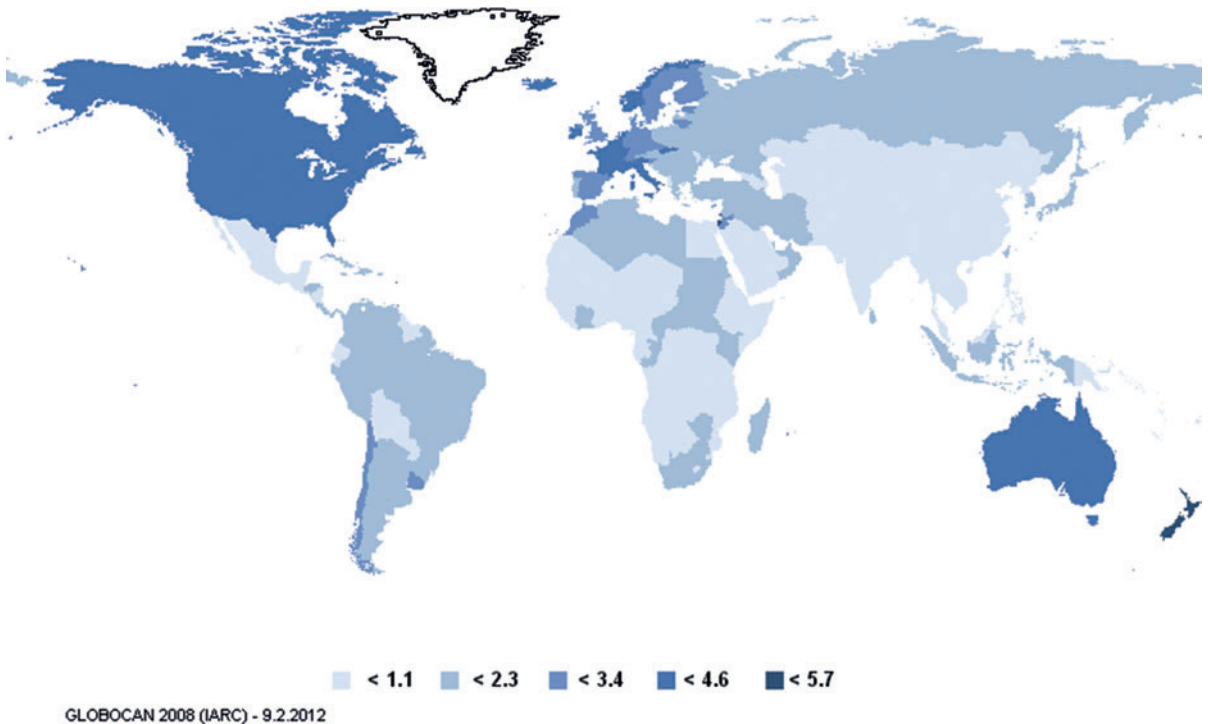 < 1.1 < 2.3 < 3.4 < 4.6 < 5.7
GLOBOCAN 2008 (IARC) - 9.2.2012